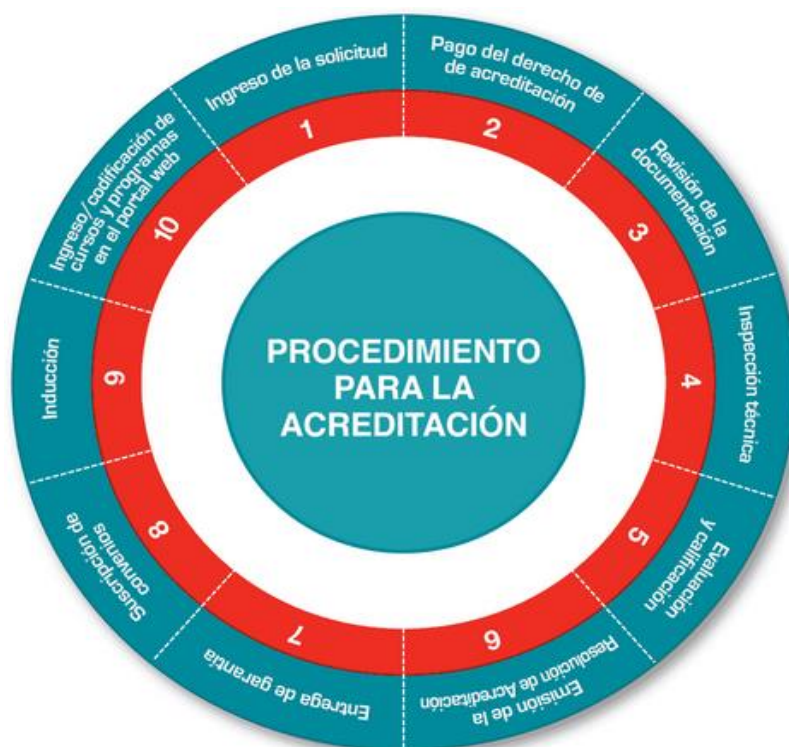 PROCEDIMIENTO
PARA LA
ACREDITACIÓN
1
Ingreso de la solicitud
2
Pago del derecho de
de acreditación
3
Revisión de la
documentación
4
Inspección técnica
5
Evaluación
y calificación
6
Emisión de la
Resolución de Acreditación
7
Entrega de garantía
8
Suscripción de
convenios
9
Inducción
10
Ingreso/codificación de
cursos y programas
en el portal web